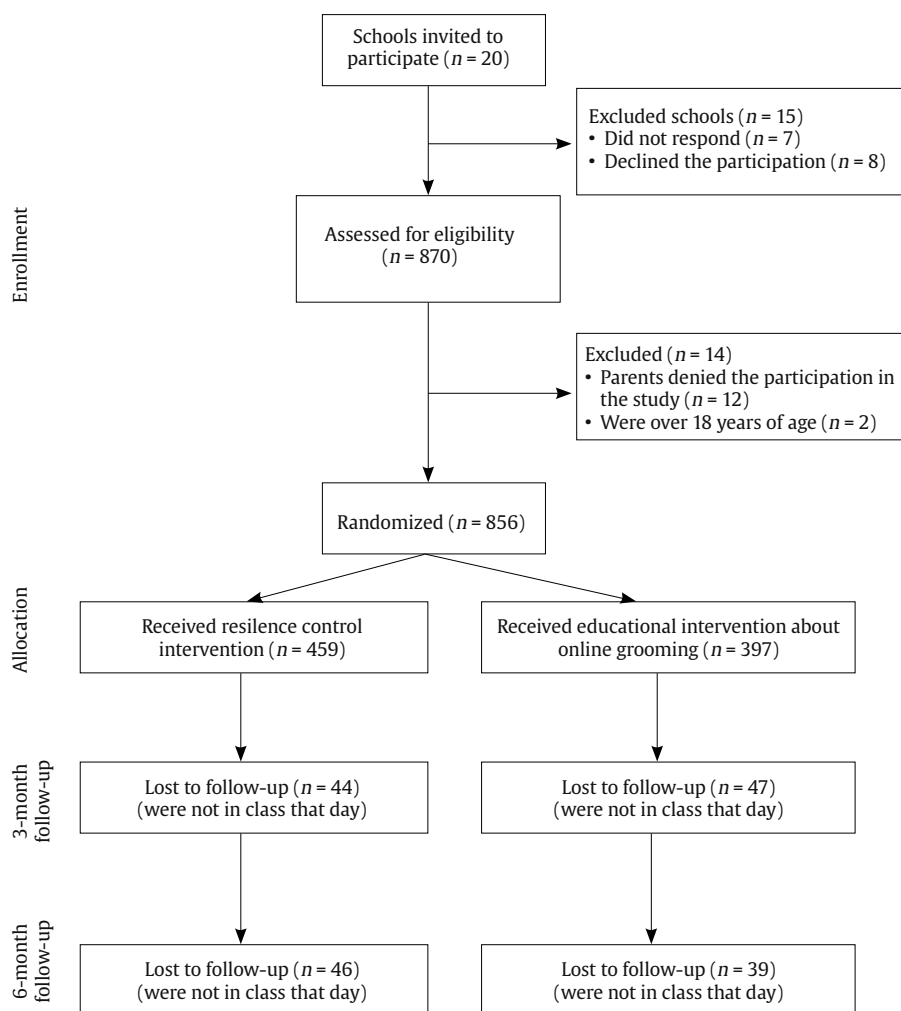 Schools invited to
participate (n = 20)
Excluded schools (n = 15)
• Did not respond (n = 7)
• Declined the participation (n = 8)
Enrollment
Assessed for eligibility
(n = 870)
Excluded (n = 14)
• Parents denied the participation in
the study (n = 12)
• Were over 18 years of age (n = 2)
Randomized (n = 856)
Allocation
Received resilence control
intervention (n = 459)
Received educational intervention about
online grooming (n = 397)
3-month
follow-up
Lost to follow-up (n = 44)
(were not in class that day)
Lost to follow-up (n = 47)
(were not in class that day)
6-month
follow-up
Lost to follow-up (n = 46)
(were not in class that day)
Lost to follow-up (n = 39)
(were not in class that day)